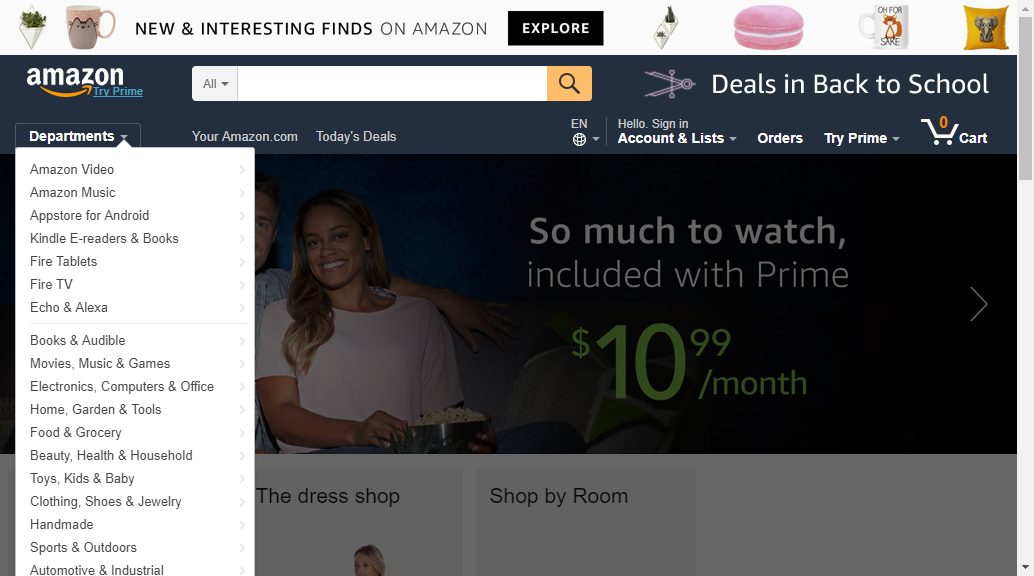 NEW & INTERESTING FINDS ON AMAZON
EXPLORE
OH FOR
SAKE
amazon
Try Prime
All
Deals in Back to School
Departments
Your Amazon.com
Today's Deals
EN
Hello. Sign in
Account & Lists
Orders
Try Prime
0
Cart
Amazon Video
Amazon Music
Appstore for Android
Kindle E-readers & Books
Fire Tablets
Fire TV
Echo & Alexa
Books & Audible
Movies, Music & Games
Electronics, Computers & Office
Home, Garden & Tools
Food & Grocery
Beauty, Health & Household
Toys, Kids & Baby
Clothing, Shoes & Jewelry
Handmade
Sports & Outdoors
Automotive & Industrial
So much to watch,
included with Prime
$10.99
/month
The dress shop
Shop by Room